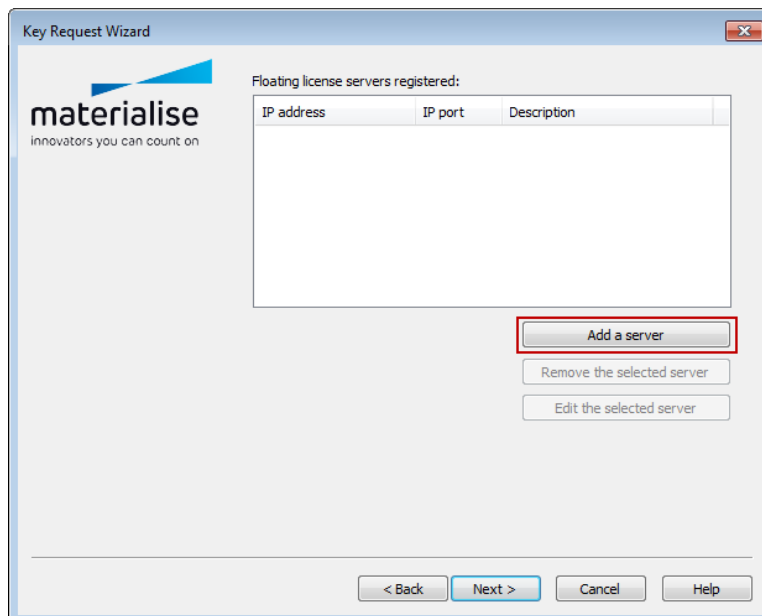 Key Request Wizard
materialise
innovators you can count on
Floating license servers registered:
IP address IP port Description
Add a server
Remove the selected server
Edit the selected server
< Back Next > Cancel Help